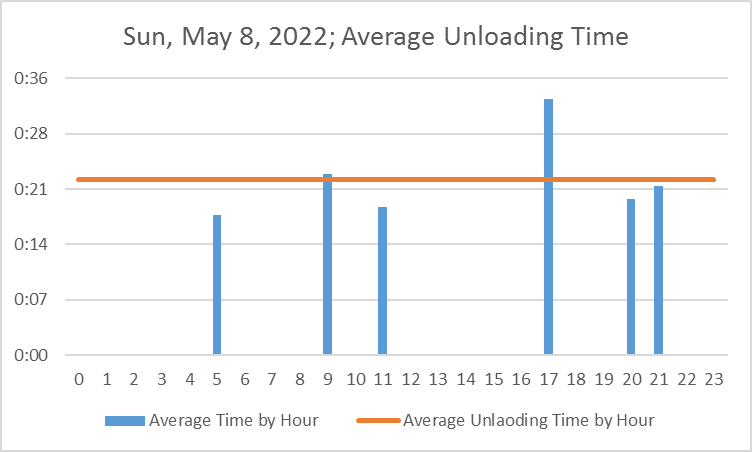 Sun, May 8, 2022; Average Unloading Time
0:36
0:28
0:21
0:14
0:07
0:00
0 1 2 3 4 5 6 7 8 9 10 11 12 13 14 15 16 17 18 19 20 21 22 23
Average Time by Hour Average Unlaoding Time by Hour